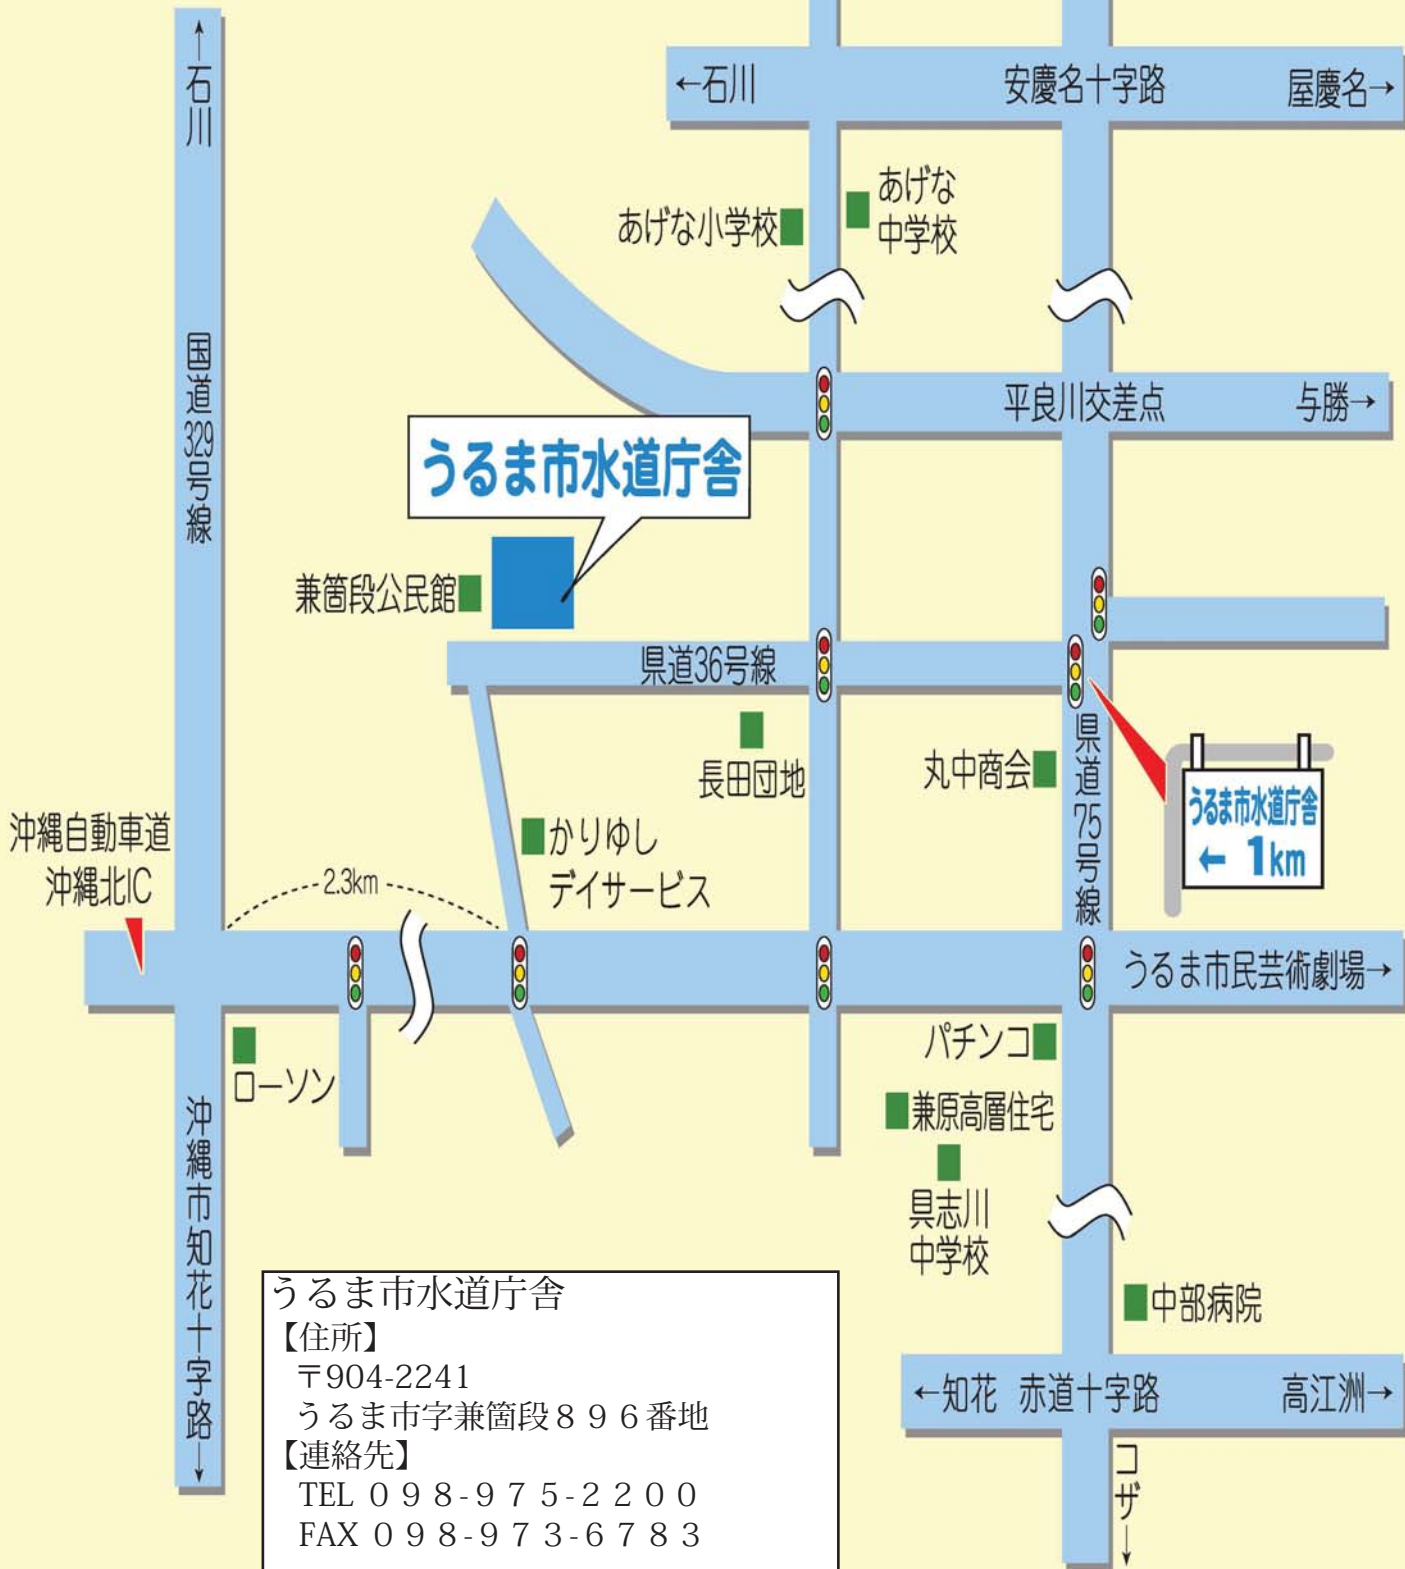 ↑石川
←石川
安慶名十字路
屋慶名→
あげな小学校
あげな
中学校
国道329号線
平良川交差点
与勝→
うるま市水道庁舎
兼箇段公民館
県道36号線
長田団地
丸中商会
県道75号線
うるま市水道庁舎
← 1km
かりゆし
デイサービス
沖縄自動車道
沖縄北IC
2.3km
うるま市民芸術劇場→
ローソン
パチンコ
兼原高層住宅
具志川
中学校
沖縄市知花十字路↓
中部病院
←知花
赤道十字路
高江洲→
コザ↓
うるま市水道庁舎
【住所】
〒904-2241
うるま市字兼箇段８９６番地
【連絡先】
TEL ０９８-９７５-２２００
FAX ０９８-９７３-６７８３